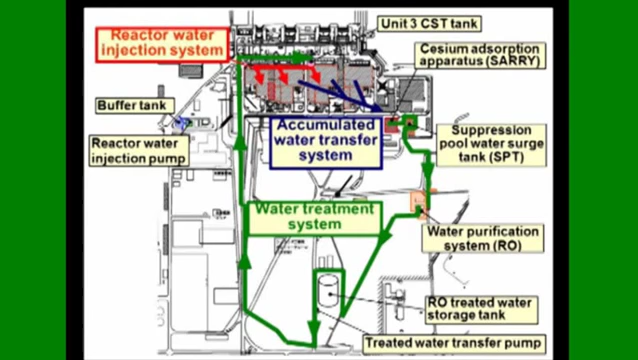 Reactor water
injection system
Unit 3 CST tank
Cesium adsorption
apparatus (SARRY)
Buffer tank
Accumulated
water transfer
system
Suppression
pool water surge
tank (SPT)
Reactor water
injection pump
Water treatment
system
Water purification
system (RO)
RO treated water
storage tank
Treated water transfer pump